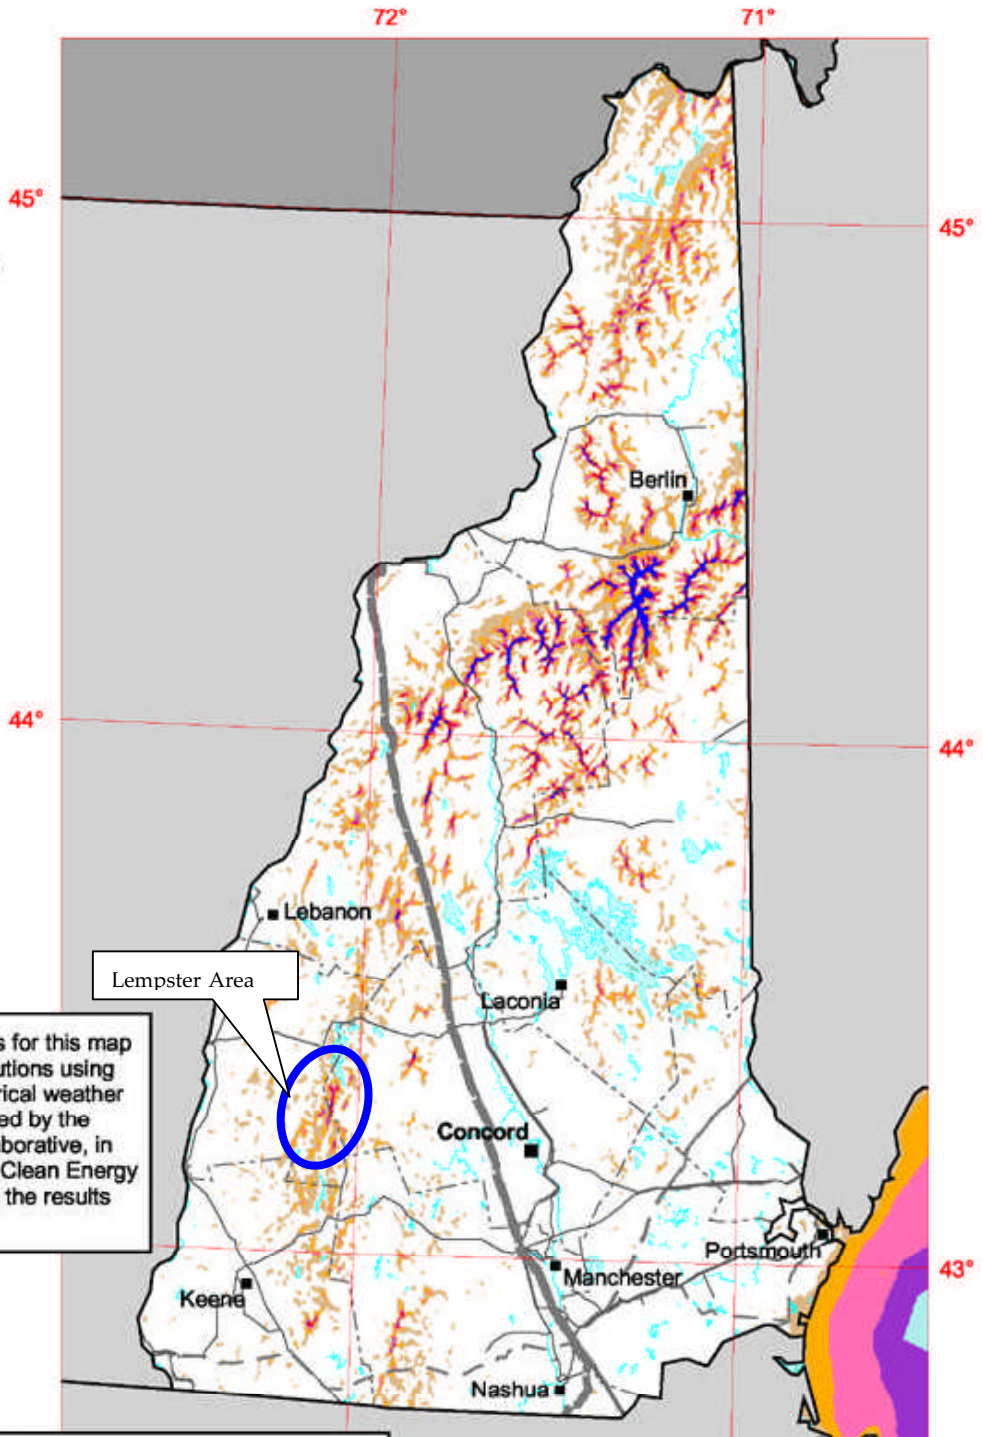 72°
71°
45°
45°
Berlin
44°
44°
Lebanon
Lempster Area
Laconia
s for this map
utions using
rical weather
ed by the
aborative, in
Clean Energy
the results
Concord
Portsmouth
43°
Manchester
Keene
Nashua